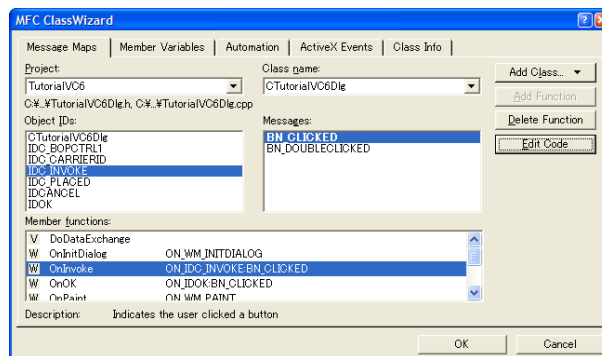 MFC ClassWizard
Message Maps Member Variables Automation ActiveX Events Class Info
Project: Class name:
TutorialVC6 CTutorialVC6Dlg
C:¥...¥TutorialVC6Dlg.h, C:¥...¥TutorialVC6Dlg.cpp
Object IDs: Messages:
CTutorialVC6Dlg BN_CLICKED
IDC_BOPCTRL1 BN_DOUBLECLICKED
IDC_CARRIERID
IDC_INVOKE
IDC_PLACED
IDCANCEL
IDOK
Add Class...
Add Function
Delete Function
Edit Code
Member functions:
V DoDataExchange
W OnInitDialog ON_WM_INITDIALOG
W OnInvoke ON_IDC_INVOKE:BN_CLICKED
W OnOK ON_IDOK:BN_CLICKED
W OnPaint ON_WM_PAINT
Description: Indicates the user clicked a button
OK Cancel